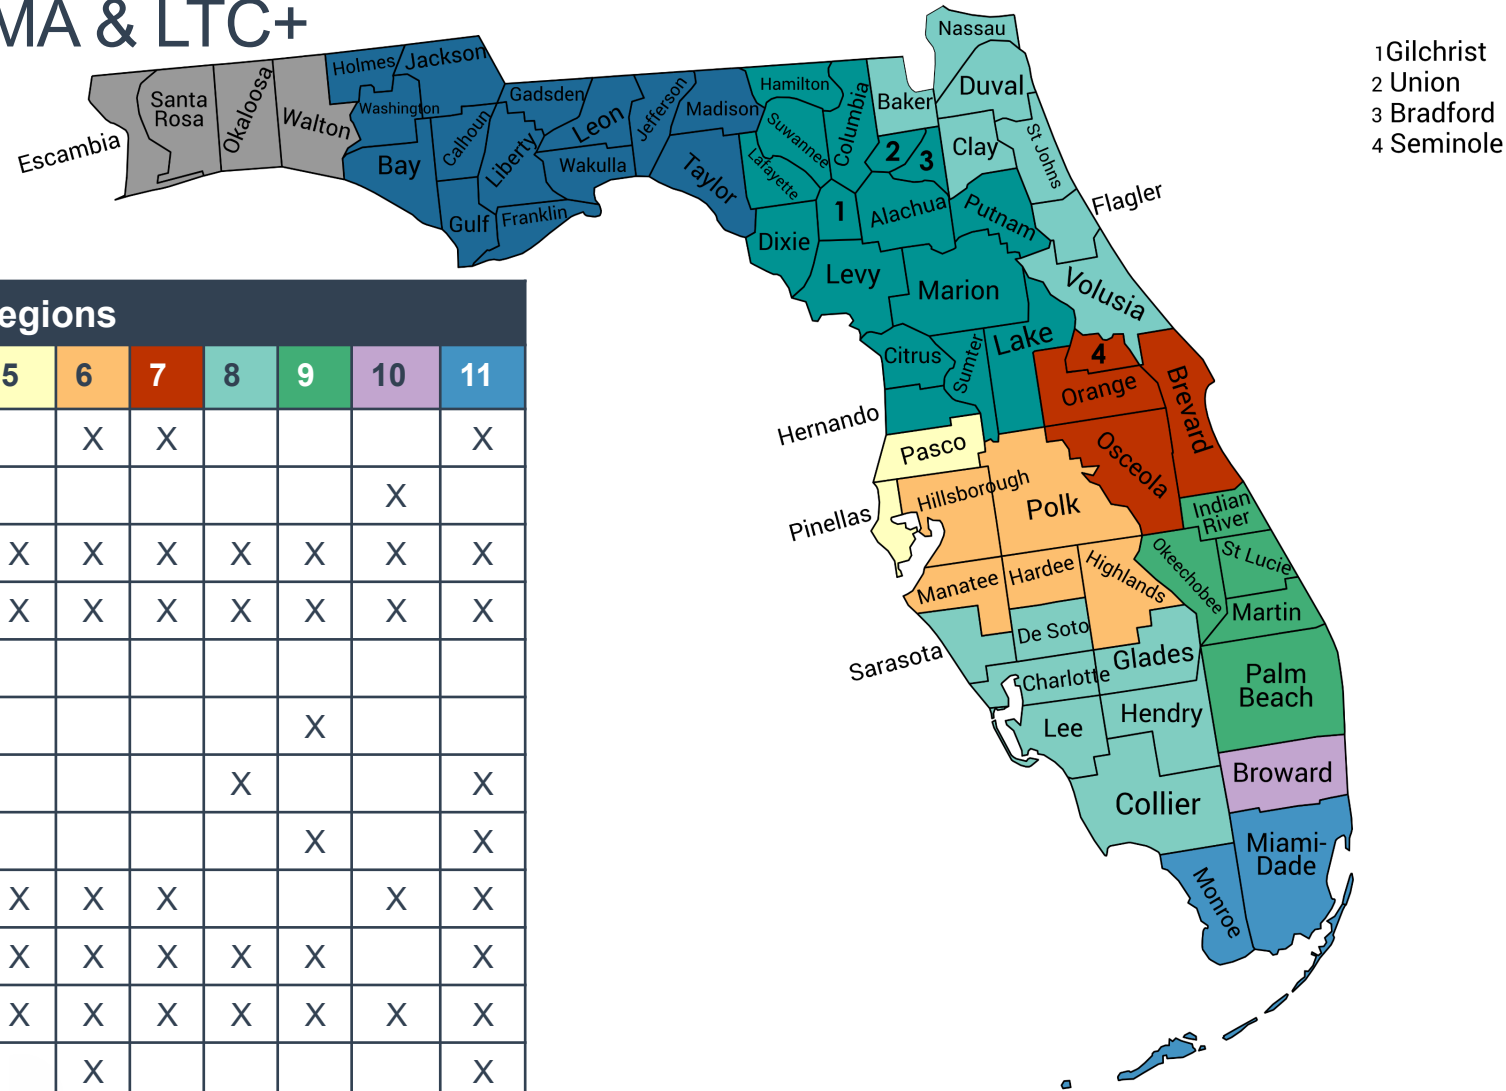 MA & LTC+
Nassau
1Gilchrist
2 Union
3 Bradford
4 Seminole
Holmes
Jackson
Santa
Rosa
Okaloosa
Walton
Escambia
Washington
Bay
Calhoun
Gulf
Liberty
Franklin
Gadsden
Leon
Wakulla
Jefferson
Madison
Taylor
Hamilton
Suwannee
Lafayette
Columbia
Baker
Duval
2
3
Clay
St Johns
Flagler
Dixie
1
Alachua
Putnam
Levy
Marion
Volusia
Citrus
Sumter
Lake
4
Orange
Brevard
Hernando
Pasco
Osceola
Pinellas
Hillsborough
Polk
Indian
River
Manatee
Hardee
Highlands
Okeechobee
St Lucie
Martin
Sarasota
De Soto
Charlotte
Glades
Palm
Beach
Lee
Hendry
Broward
Collier
Miami-
Dade
Monroe
egions
5 6 7 8 9 10 11
X X X
X
X X X X X X X
X X X X X X X
X
X X
X X
X X X X X
X X X X X X
X X X X X X X
X X